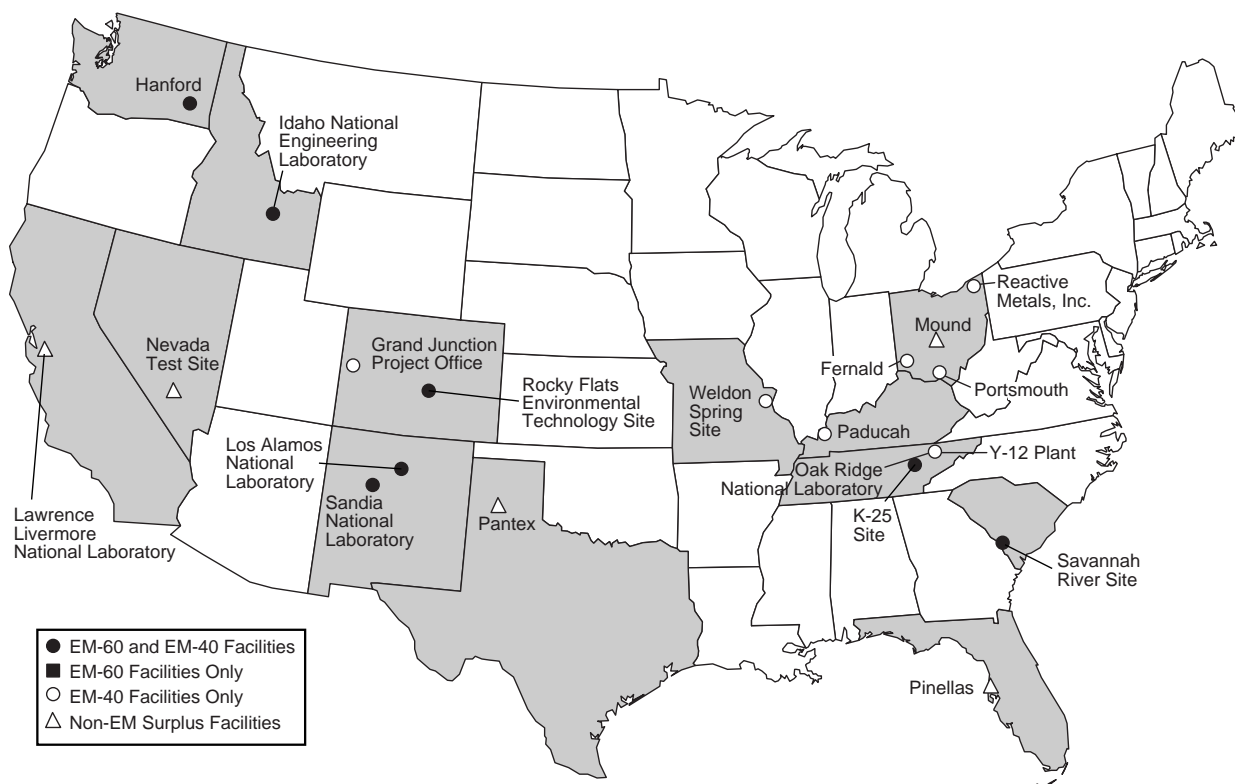 Hanford
Idaho National
Engineering
Laboratory
Reactive
Metals, Inc.
Mound
Nevada
Test Site
Grand Junction
Project Office
Fernald
Portsmouth
Weldon
Spring
Site
Rocky Flats
Environmental
Technology Site
Paducah
Los Alamos
National
Laboratory
Oak Ridge
National Laboratory
Y-12 Plant
Sandia
National
Laboratory
Pantex
K-25
Site
Lawrence
Livermore
National Laboratory
Savannah
River Site
Pinellas
EM-60 and EM-40 Facilities
EM-60 Facilities Only
EM-40 Facilities Only
Non-EM Surplus Facilities